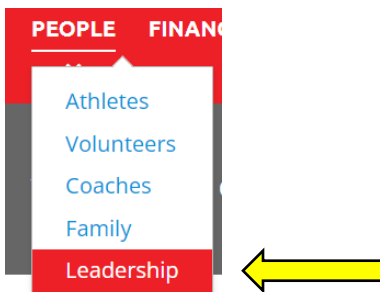 PEOPLE FINANC
Athletes
Volunteers
Coaches
Family
Leadership